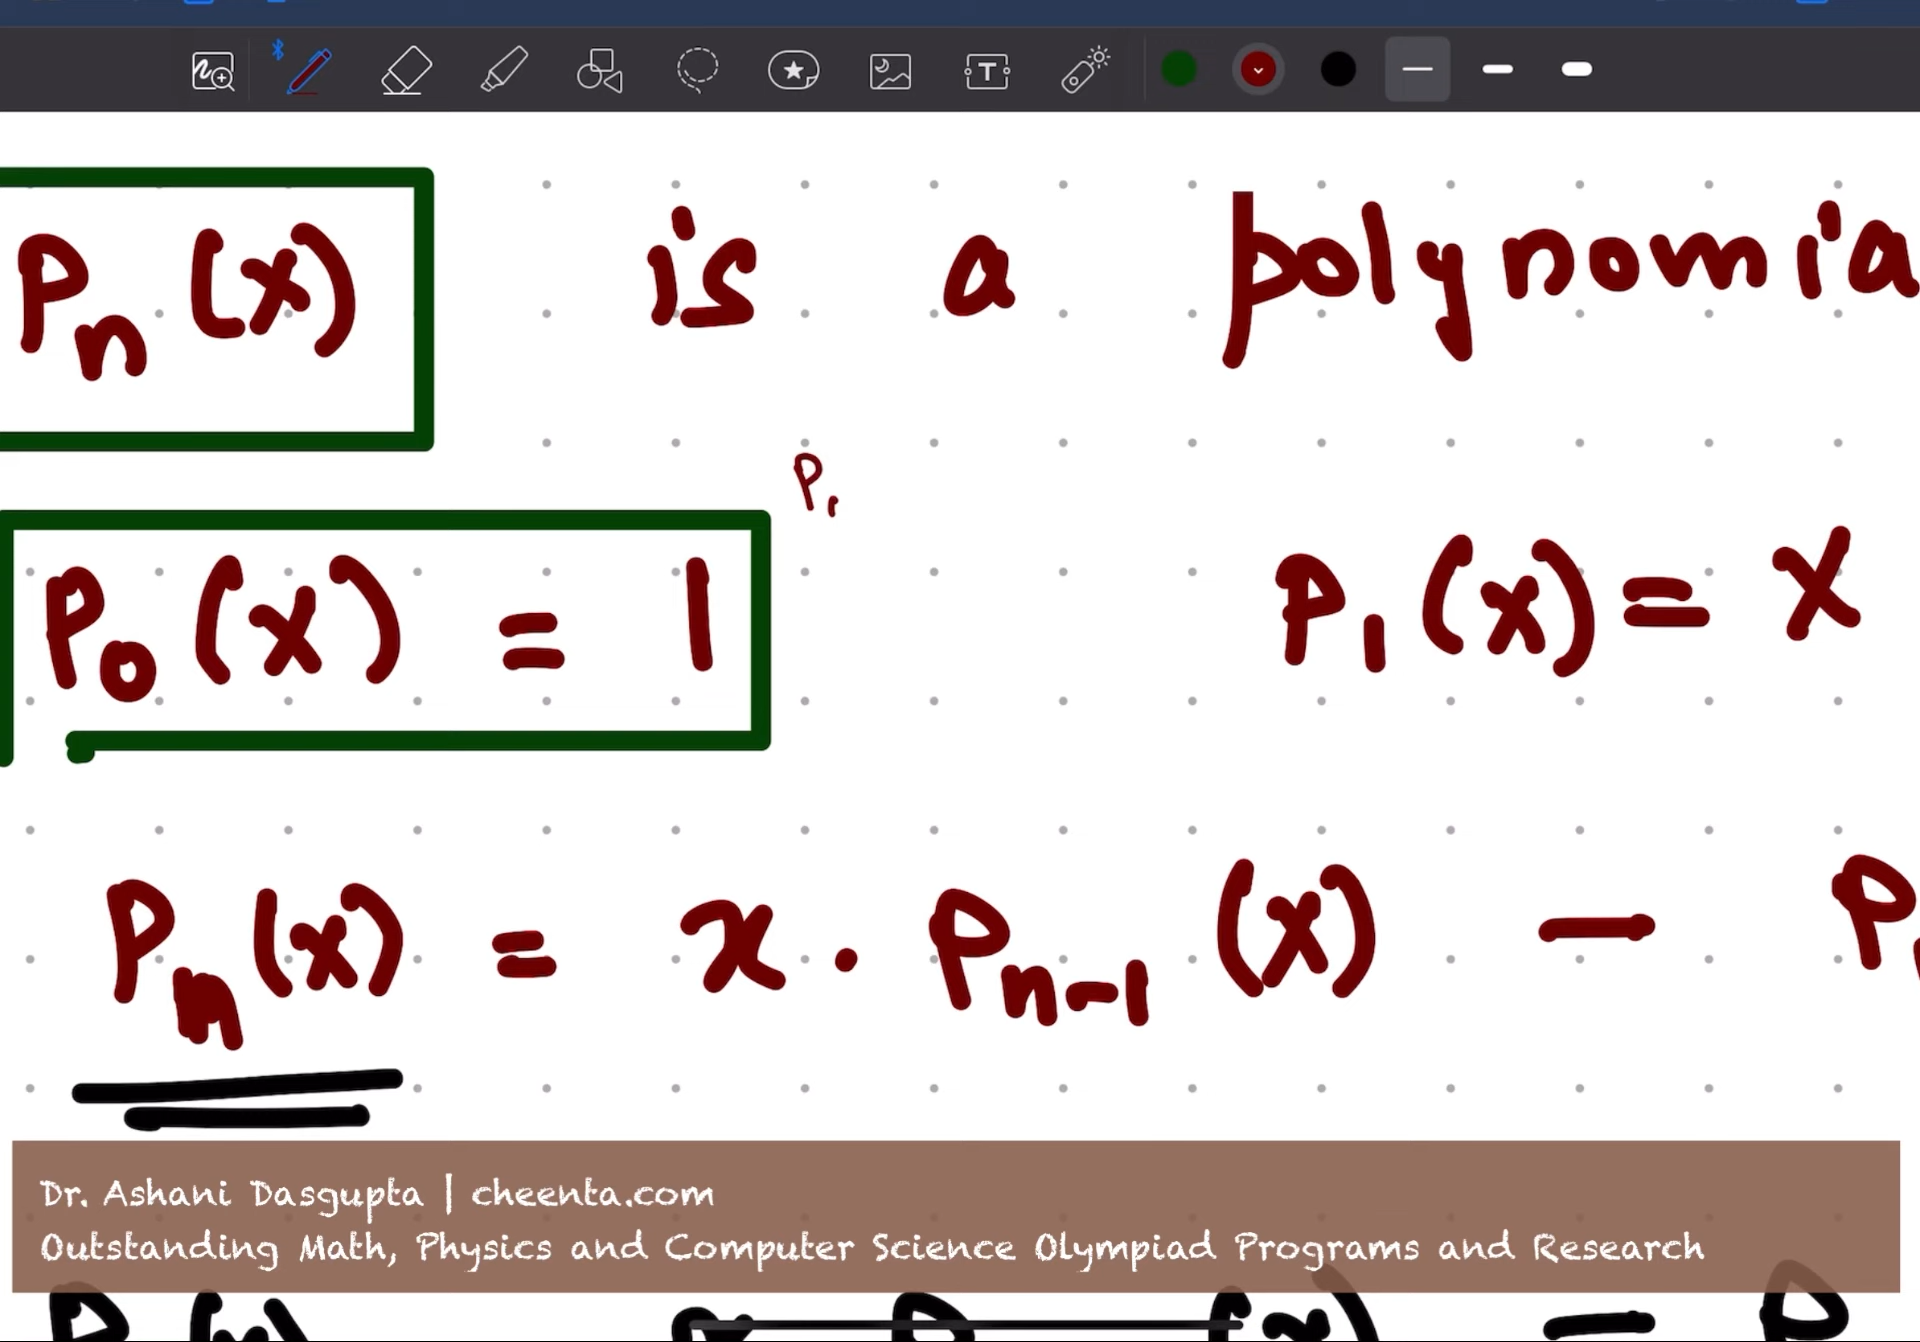 Pn(x) is a polynomia
P1
P0(x) = 1 P1(x) = x
Pn(x) = x · Pn-1(x) - P
Dr. Ashani Dasgupta | cheenta.com
Outstanding Math, Physics and Computer Science Olympiad Programs and Research